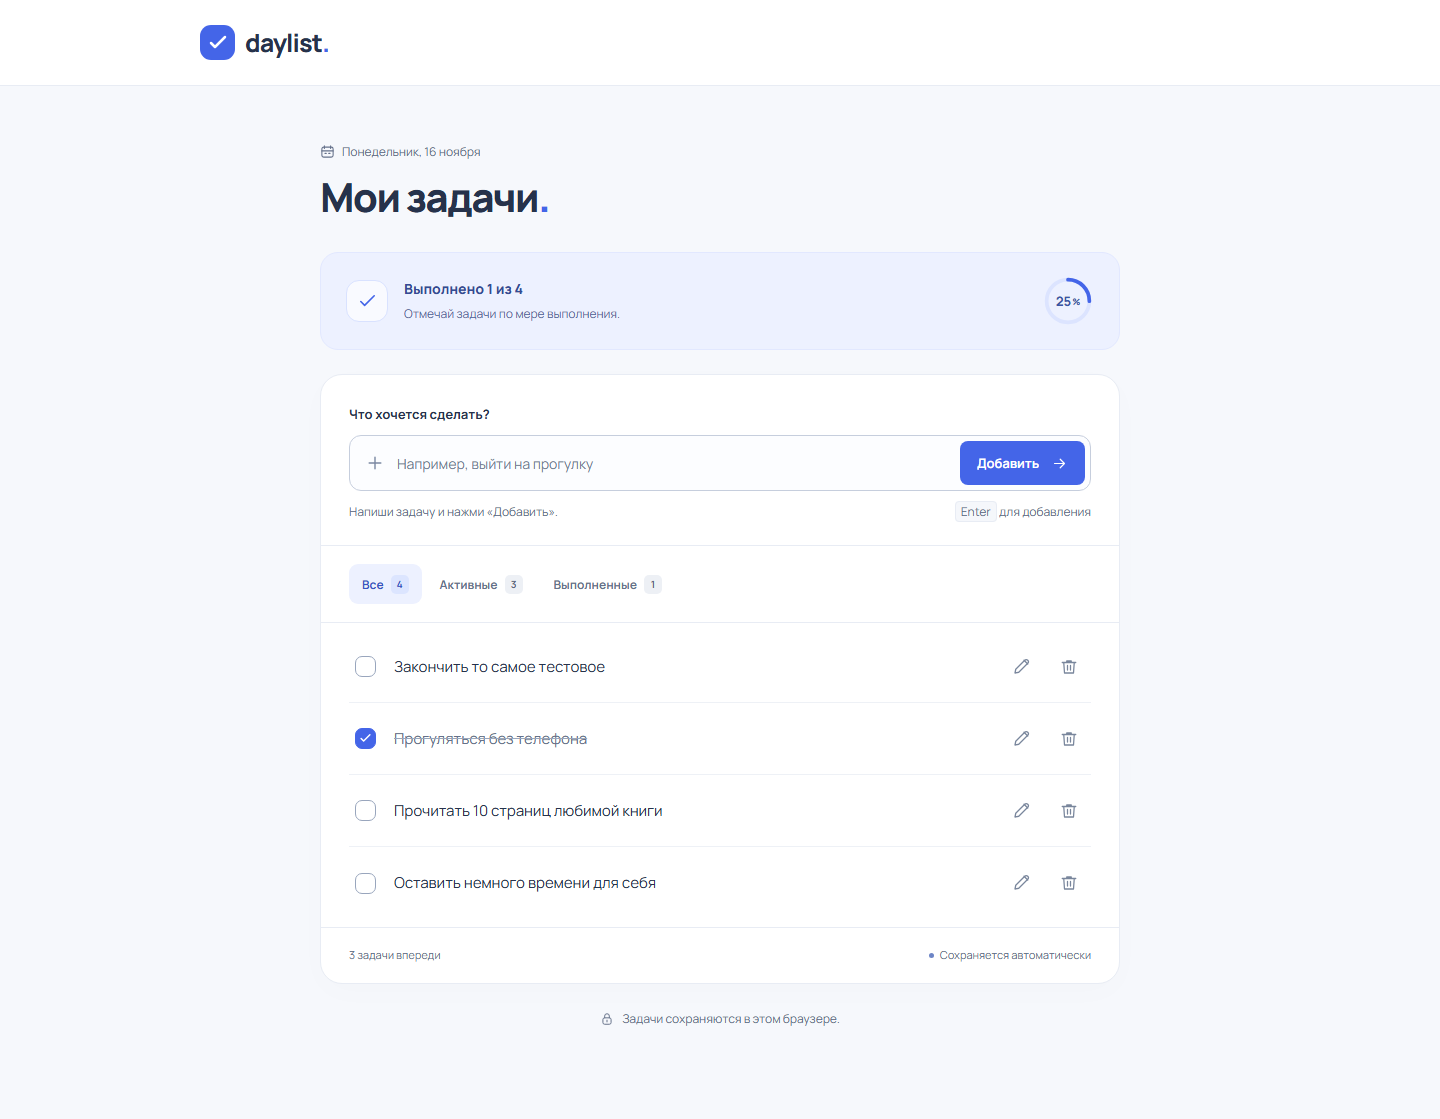 daylist.
Понедельник, 16 ноября
Мои задачи.
Выполнено 1 из 4
Отмечай задачи по мере выполнения.
25%
Что хочется сделать?
Например, выйти на прогулку
Добавить
Напиши задачу и нажми «Добавить».
Enter для добавления
Все 4
Активные 3
Выполненные 1
Закончить то самое тестовое
Прогуляться без телефона
Прочитать 10 страниц любимой книги
Оставить немного времени для себя
3 задачи впереди
Сохраняется автоматически
Задачи сохраняются в этом браузере.